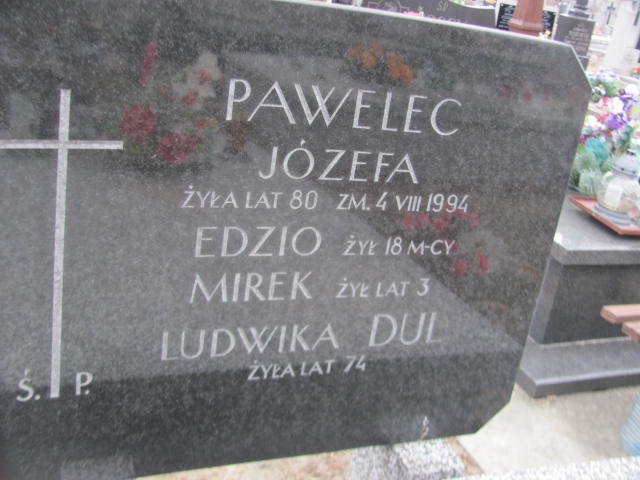 PAWELEC
JÓZEFA
ŻYŁA LAT 80 ZM. 4 VIII 1994
EDZIO ŻYŁ 18 M-CY
MIREK ŻYŁ LAT 3
LUDWIKA DUL
ŻYŁA LAT 74
Ś. P.